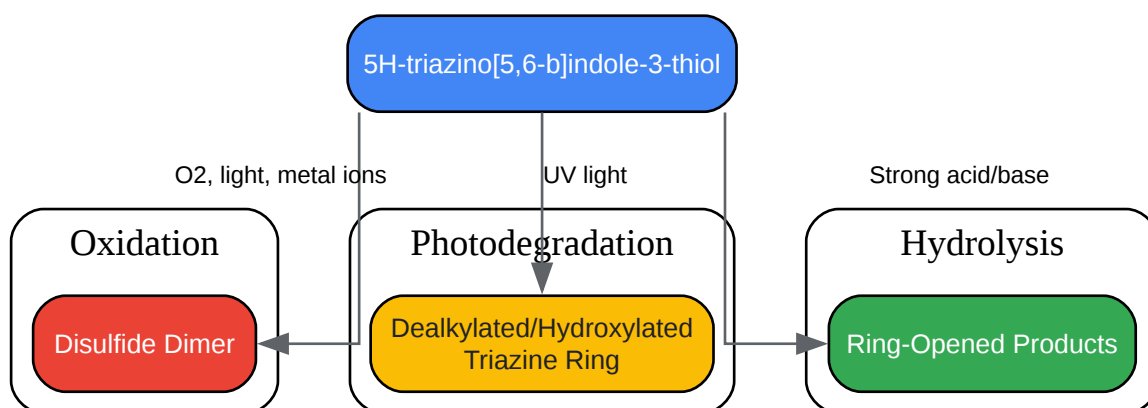 5H-triazino[5,6-b]indole-3-thiol
O2, light, metal ions
UV light
Strong acid/base
Oxidation
Photodegradation
Hydrolysis
Disulfide Dimer
Dealkylated/Hydroxylated
Triazine Ring
Ring-Opened Products